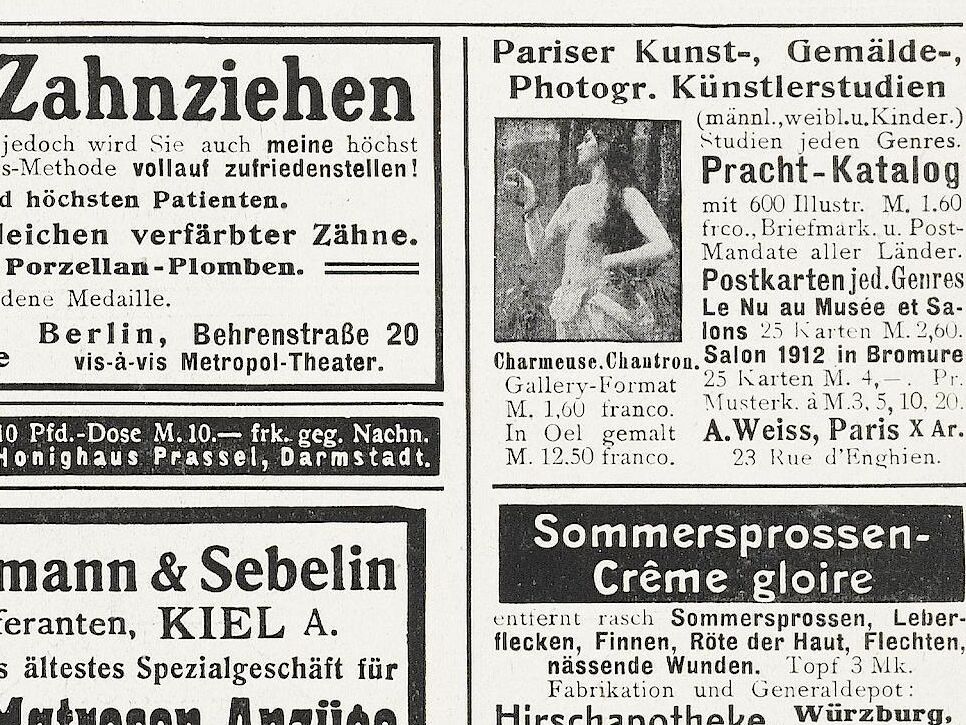 Zahnziehen
jedoch wird Sie auch meine höchst
s-Methode vollauf zufriedenstellen!
d höchsten Patienten.
leichen verfärbter Zähne.
Porzellan-Plomben.
dene Medaille.
Berlin, Behrenstraße 20
e vis-à-vis Metropol-Theater.
10 Pfd.-Dose M. 10.— frk. geg. Nachn.
Honighaus Prassel, Darmstadt.
mann & Sebelin
feranten, KIEL A.
s ältestes Spezialgeschäft für
Matrosen Anzüge
Pariser Kunst-, Gemälde-,
Photogr. Künstlerstudien
(männl., weibl. u. Kinder.)
Studien jeden Genres.
Pracht-Katalog
mit 600 Illustr. M. 1.60
frco., Briefmark. u. Post-
Mandate aller Länder.
Postkarten jed. Genres
Le Nu au Musée et Sa-
lons 25 Karten M. 2,60.
Salon 1912 in Bromure
25 Karten M. 4,—. Pr.
Musterk. à M. 3, 5, 10, 20.
A. Weiss, Paris X Ar.
23 Rue d'Enghien.
Charmeuse. Chantron.
Gallery-Format
M. 1,60 franco.
In Oel gemalt
M. 12.50 franco.
Sommersprossen-
Crême gloire
entfernt rasch Sommersprossen, Leber-
flecken, Finnen, Röte der Haut, Flechten,
nässende Wunden. Topf 3 Mk.
Fabrikation und Generaldepot:
Hirschapotheke Würzburg.